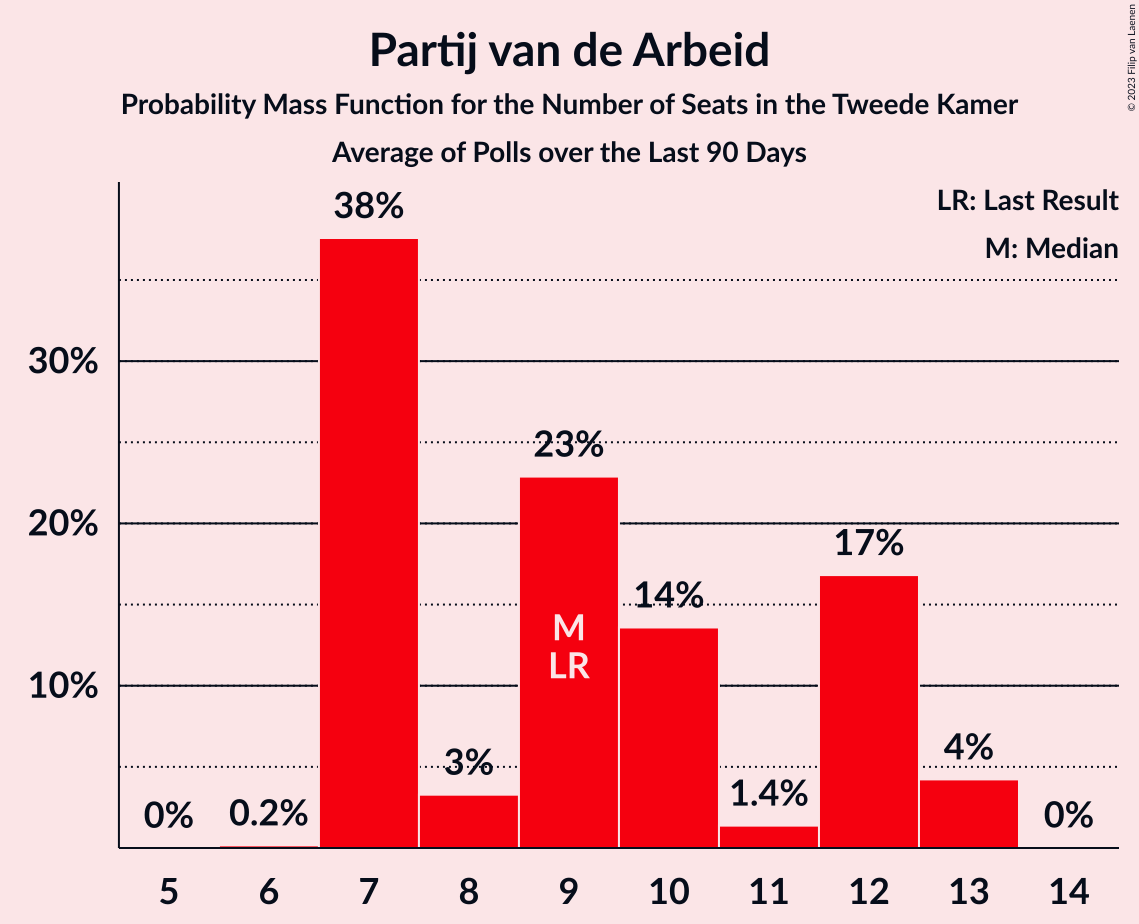 Partij van de Arbeid
Probability Mass Function for the Number of Seats in the Tweede Kamer
Average of Polls over the Last 90 Days
© 2023 Filip van Laenen
LR: Last Result
M: Median
38%
30%
23%
20%
17%
14%
M
LR
10%
3%
4%
0%
0.2%
1.4%
0%
5 6 7 8 9 10 11 12 13 14